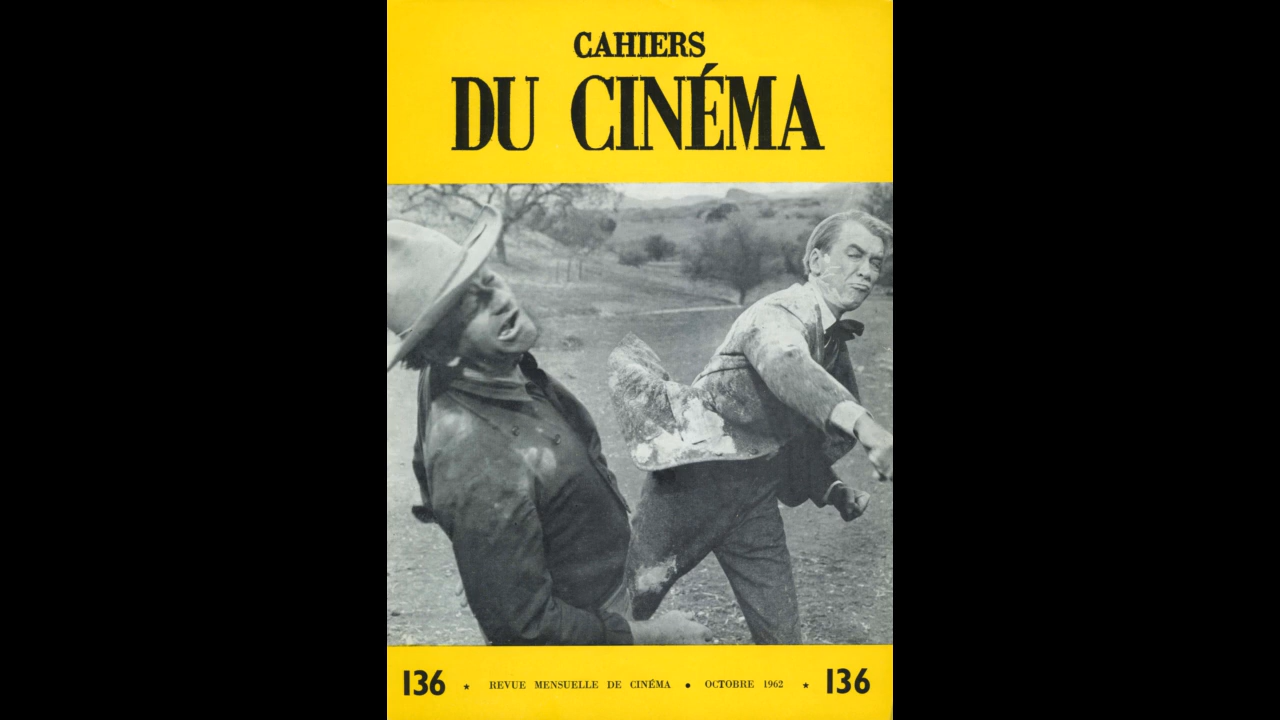 CAHIERS
DU CINÉMA
136 ★ REVUE MENSUELLE DE CINÉMA ● OCTOBRE 1962 ★ 136